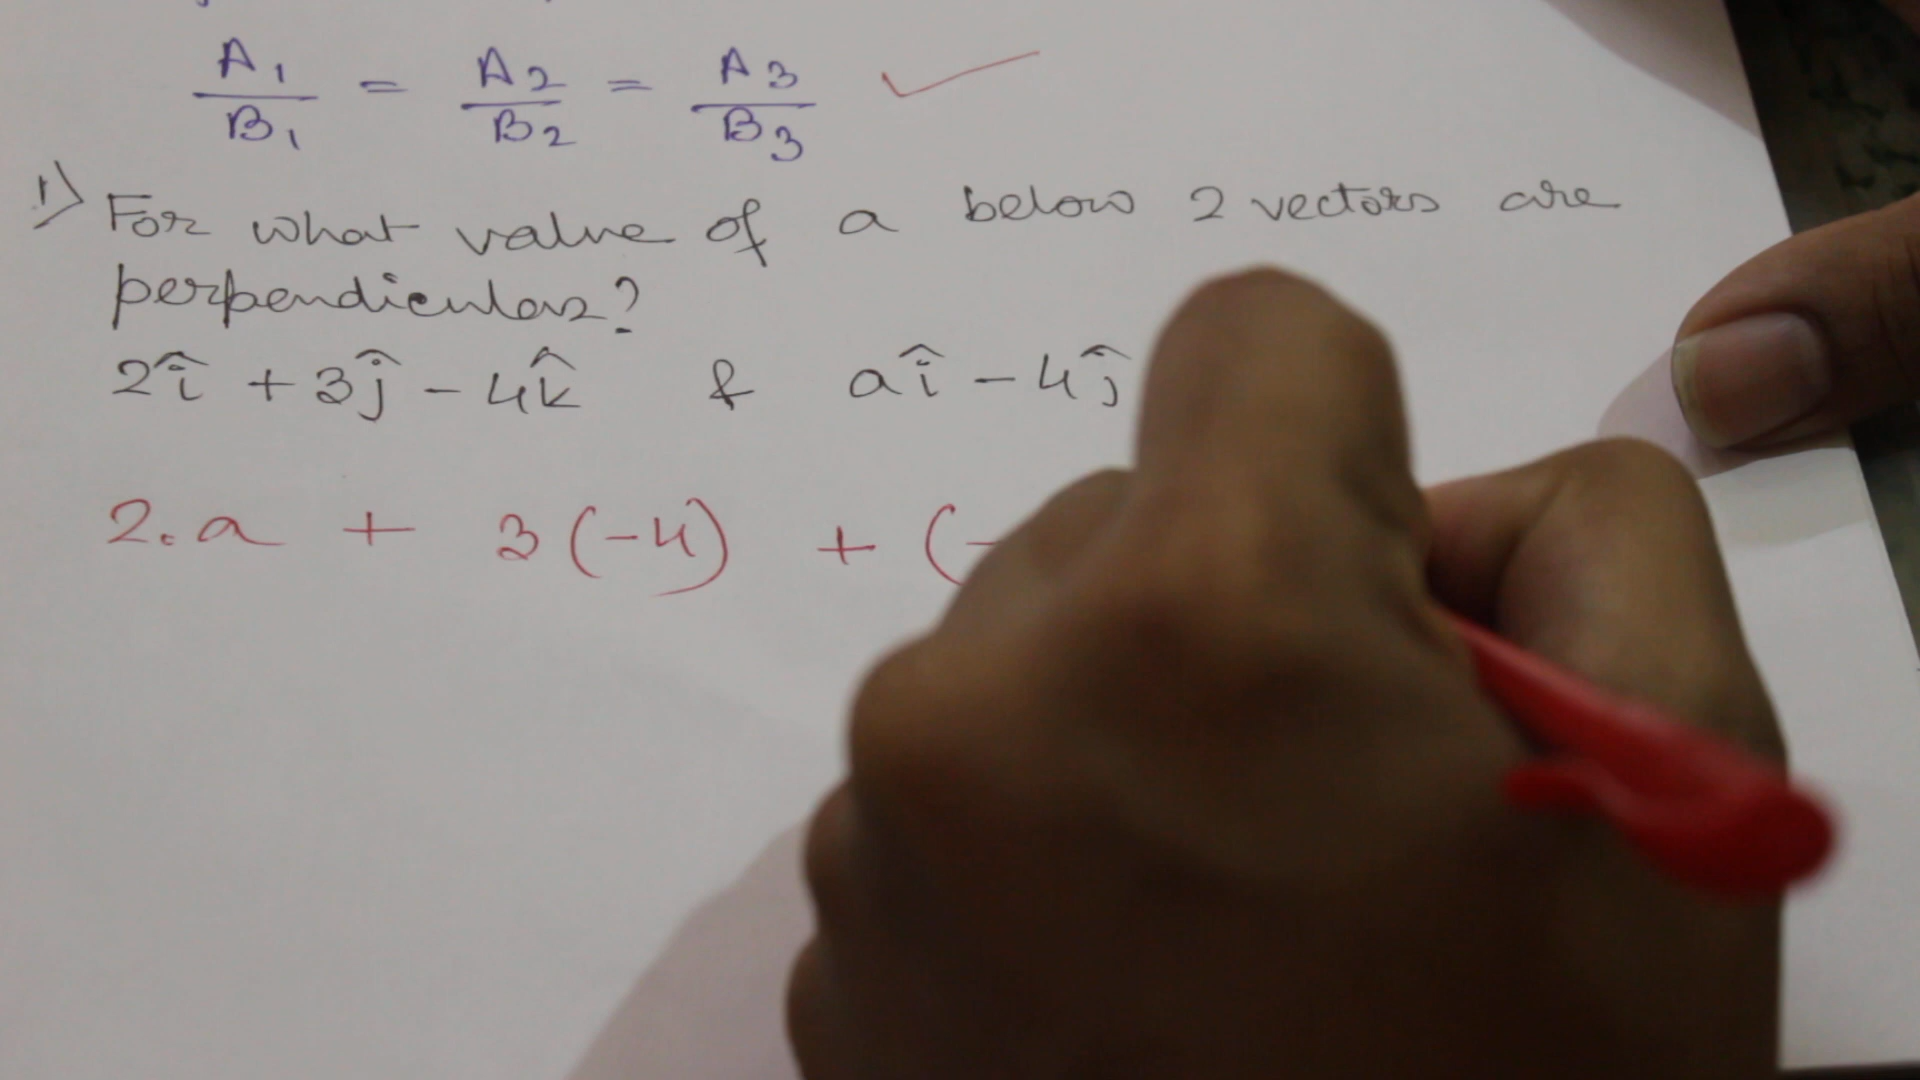 A1/B1 = A2/B2 = A3/B3 ✓
1) For what value of a below 2 vectors are
perpendicular?
2î + 3ĵ - 4k̂ & aî - 4ĵ
2.a + 3(-4) + (-